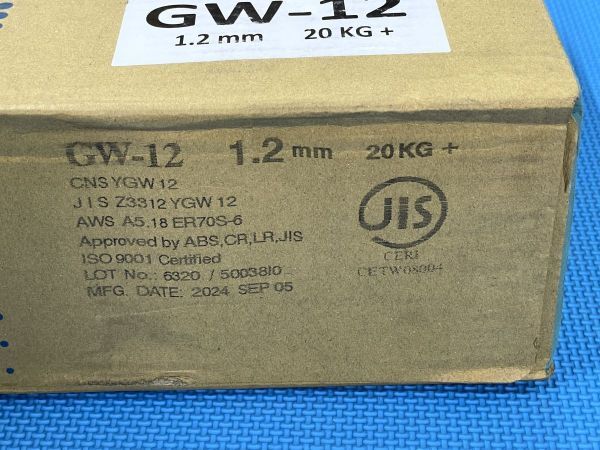 GW-12
1.2 mm 20 KG +
GW-12 1.2 mm 20 KG +
CNS YGW 12
JIS Z3312 YGW 12
AWS A5.18 ER70S-6
Approved by ABS,CR,LR,JIS
ISO 9001 Certified
LOT No.: 6320 / 50038I0
MFG. DATE: 2024 SEP 05
JIS
CERI
CETW08004